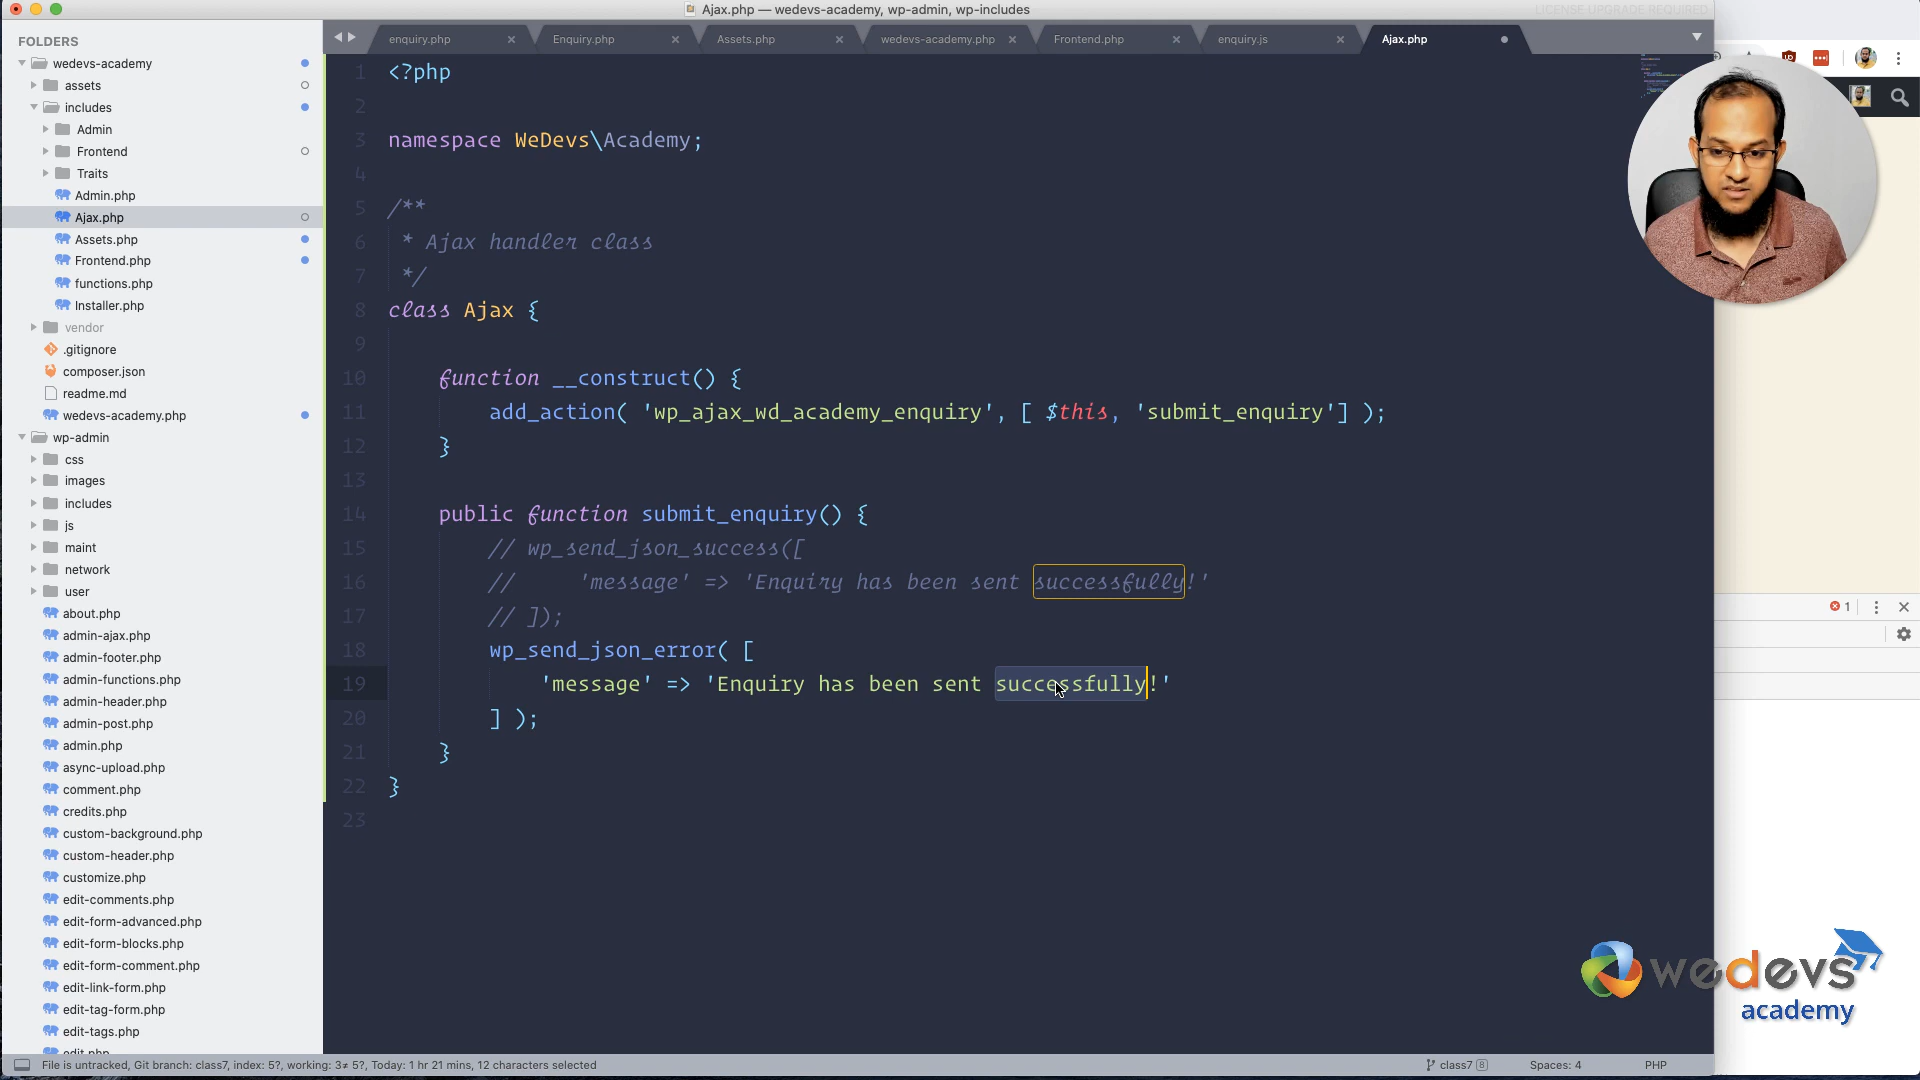 Ajax.php — wedevs-academy, wp-admin, wp-includes
LICENSE UPGRADE REQUIRED
FOLDERS
wedevs-academy
assets
includes
Admin
Frontend
Traits
Admin.php
Ajax.php
Assets.php
Frontend.php
functions.php
Installer.php
vendor
.gitignore
composer.json
readme.md
wedevs-academy.php
wp-admin
css
images
includes
js
maint
network
user
about.php
admin-ajax.php
admin-footer.php
admin-functions.php
admin-header.php
admin-post.php
admin.php
async-upload.php
comment.php
credits.php
custom-background.php
custom-header.php
customize.php
edit-comments.php
edit-form-advanced.php
edit-form-blocks.php
edit-form-comment.php
edit-link-form.php
edit-tag-form.php
edit-tags.php
edit.php
enquiry.php Enquiry.php Assets.php wedevs-academy.php Frontend.php enquiry.js Ajax.php
1 <?php
2
3 namespace WeDevs\Academy;
4
5 /**
6 * Ajax handler class
7 */
8 class Ajax {
9
10 function __construct() {
11 add_action( 'wp_ajax_wd_academy_enquiry', [ $this, 'submit_enquiry'] );
12 }
13
14 public function submit_enquiry() {
15 // wp_send_json_success([
16 // 'message' => 'Enquiry has been sent successfully!'
17 // ]);
18 wp_send_json_error( [
19 'message' => 'Enquiry has been sent successfully!'
20 ] );
21 }
22 }
23
1
wedevs
academy
File is untracked, Git branch: class7, index: 5?, working: 3≠ 5?, Today: 1 hr 21 mins, 12 characters selected
class7 8 Spaces: 4 PHP